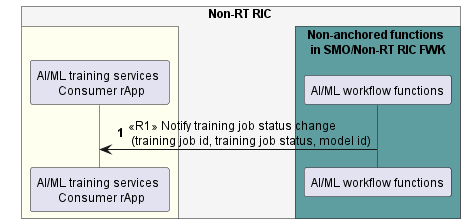 Non-RT RIC
Non-anchored functions
in SMO/Non-RT RIC FWK
AI/ML training services
Consumer rApp
AI/ML workflow functions
1 «R1» Notify training job status change
(training job id, training job status, model id)
AI/ML training services
Consumer rApp
AI/ML workflow functions